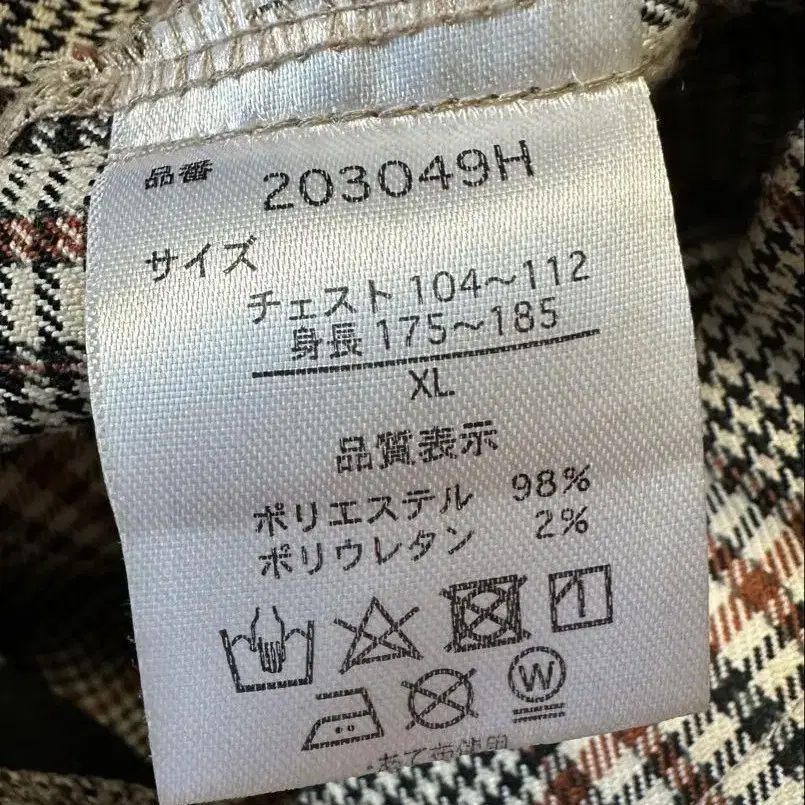 品番 203049H
サイズ
チェスト 104～112
身長 175～185
XL
品質表示
ポリエステル 98%
ポリウレタン 2%
W